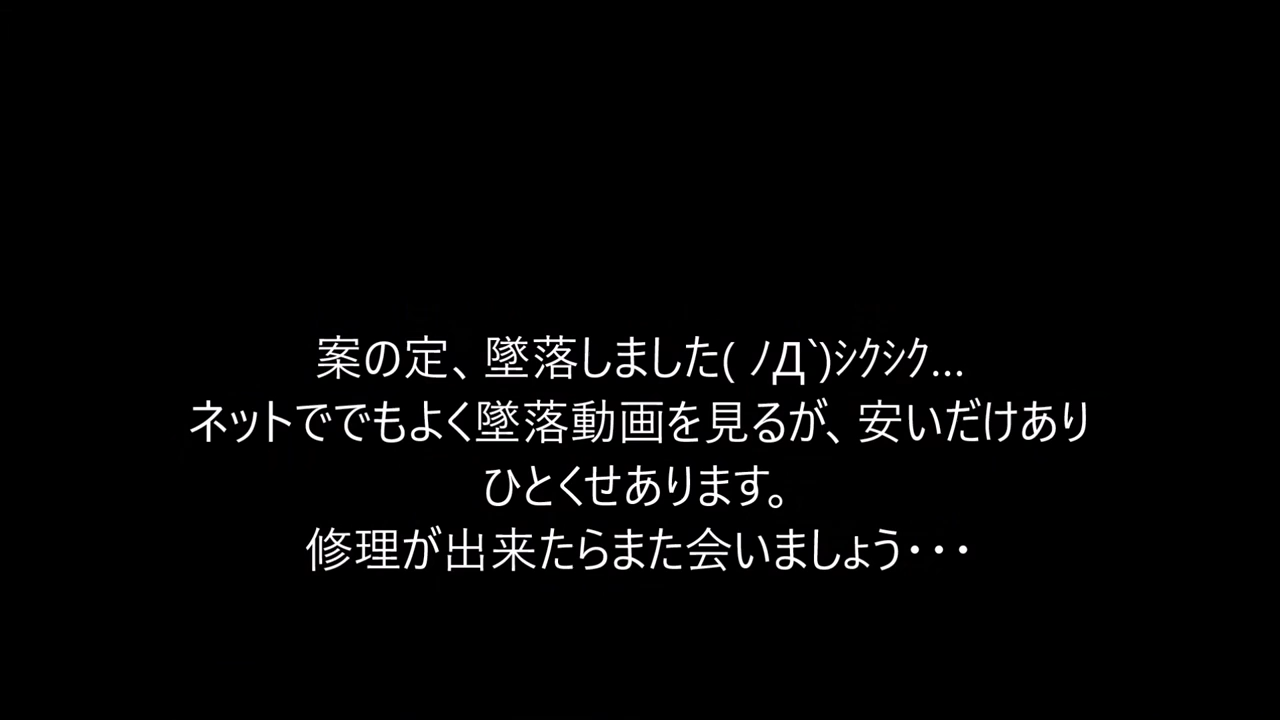 案の定、墜落しました( ﾉД`)ｼｸｼｸ…
ネットででもよく墜落動画を見るが、安いだけあり
ひとくせあります。
修理が出来たらまた会いましょう・・・